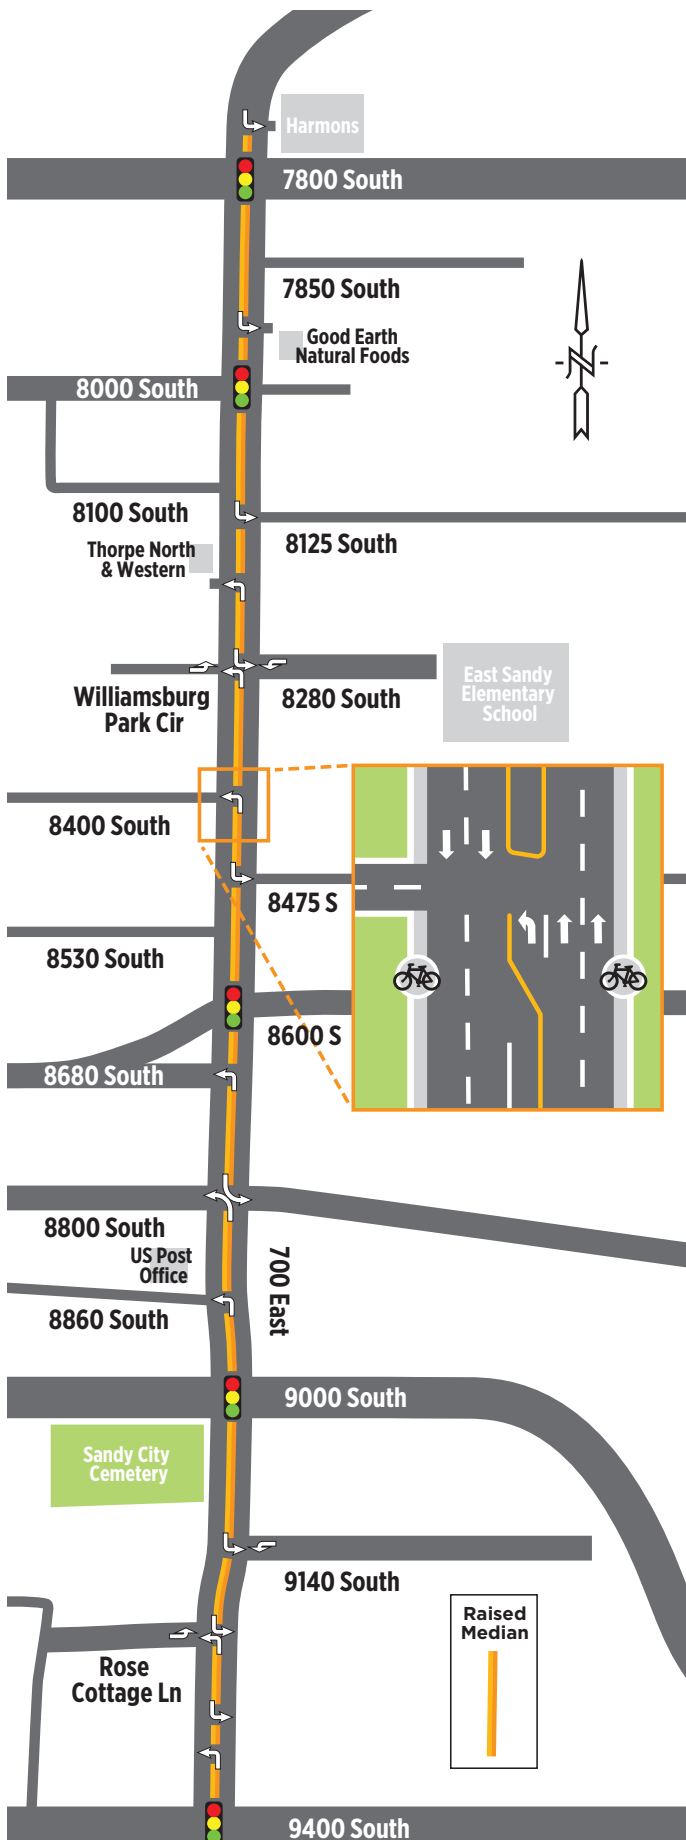 Harmons
7800 South
7850 South
Good Earth
Natural Foods
8000 South
8100 South
8125 South
Thorpe North
& Western
Williamsburg
Park Cir
8280 South
East Sandy
Elementary
School
8400 South
8475 S
8530 South
8600 S
8680 South
8800 South
US Post
Office
700 East
8860 South
9000 South
Sandy City
Cemetery
9140 South
Raised
Median
Rose
Cottage Ln
9400 South
N